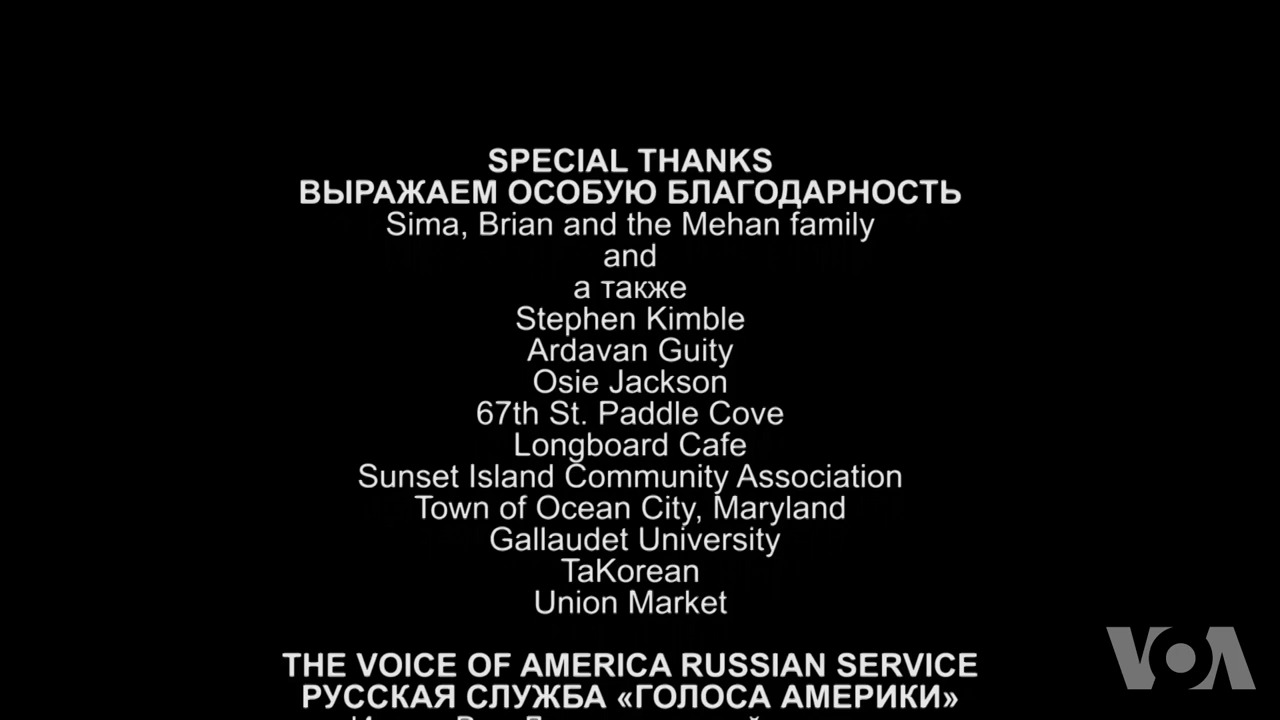 SPECIAL THANKS
ВЫРАЖАЕМ ОСОБУЮ БЛАГОДАРНОСТЬ
Sima, Brian and the Mehan family
and
а также
Stephen Kimble
Ardavan Guity
Osie Jackson
67th St. Paddle Cove
Longboard Cafe
Sunset Island Community Association
Town of Ocean City, Maryland
Gallaudet University
TaKorean
Union Market
THE VOICE OF AMERICA RUSSIAN SERVICE
РУССКАЯ СЛУЖБА «ГОЛОСА АМЕРИКИ»
VOA